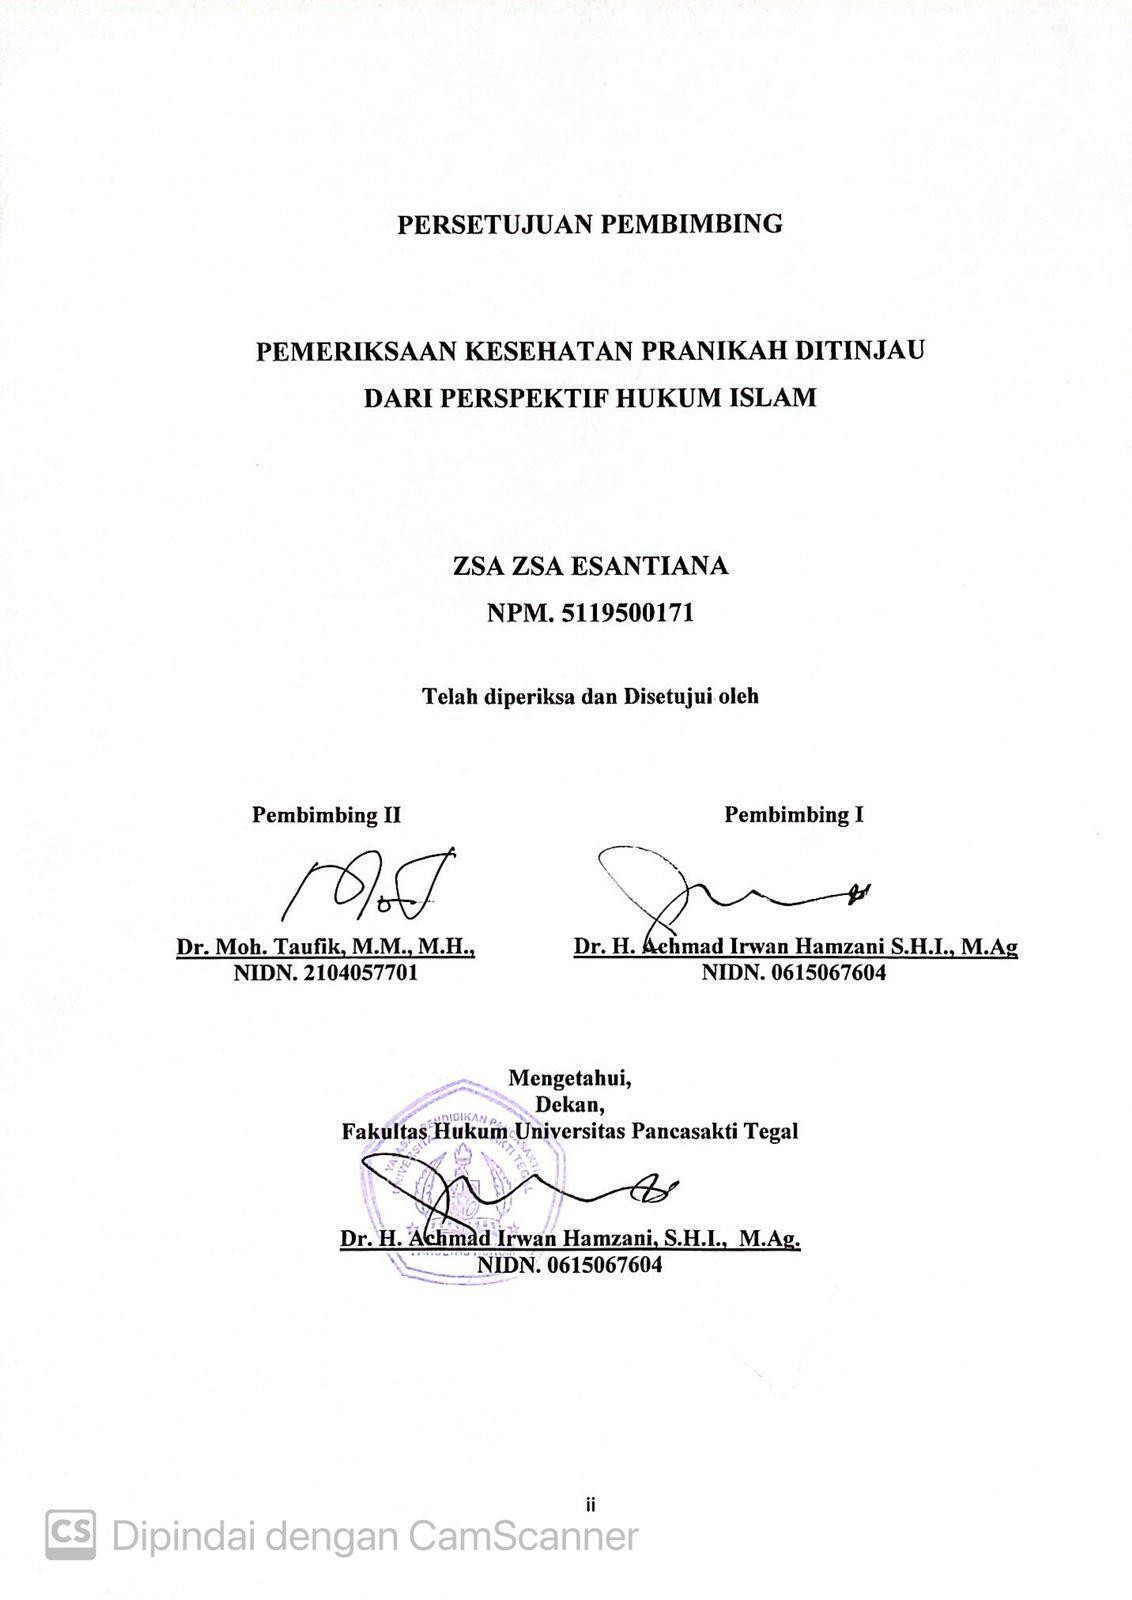 PERSETUJUAN PEMBIMBING
PEMERIKSAAN KESEHATAN PRANIKAH DITINJAU
DARI PERSPEKTIF HUKUM ISLAM
ZSA ZSA ESANTIANA
NPM. 5119500171
Telah diperiksa dan Disetujui oleh
Pembimbing II
Dr. Moh. Taufik, M.M., M.H.,
NIDN. 2104057701
Pembimbing I
Dr. H. Achmad Irwan Hamzani S.H.I., M.Ag
NIDN. 0615067604
Mengetahui,
Dekan,
Fakultas Hukum Universitas Pancasakti Tegal
Dr. H. Achmad Irwan Hamzani, S.H.I., M.Ag.
NIDN. 0615067604
ii
CS Dipindai dengan CamScanner